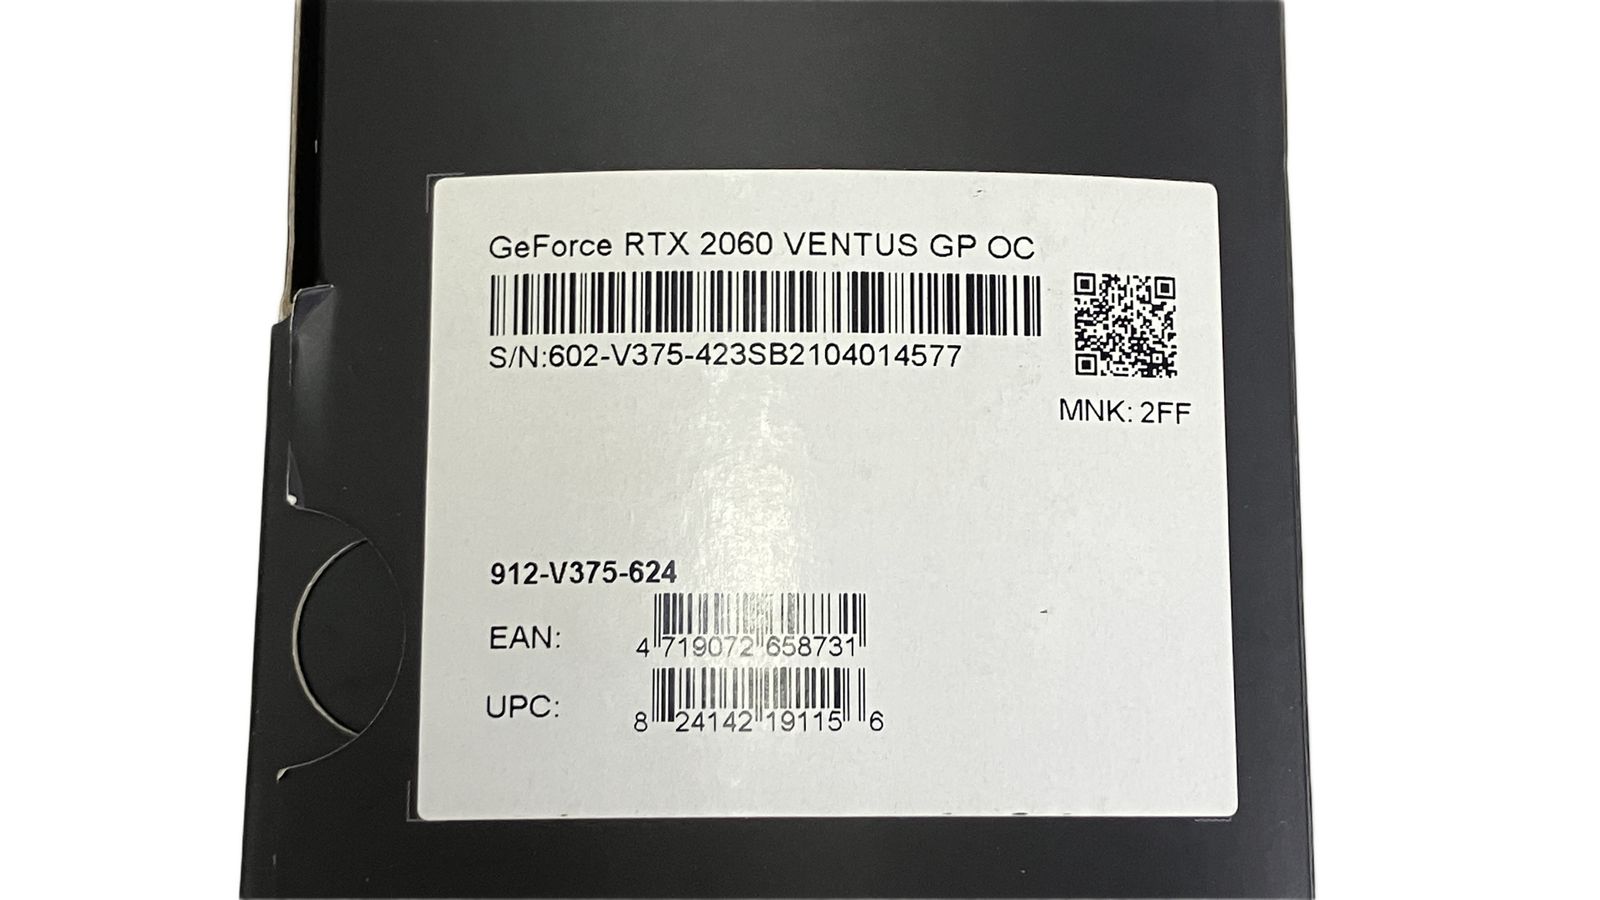 GeForce RTX 2060 VENTUS GP OC
S/N:602-V375-423SB2104014577
MNK: 2FF
912-V375-624
EAN: 4 719072 658731
UPC: 8 24142 19115 6